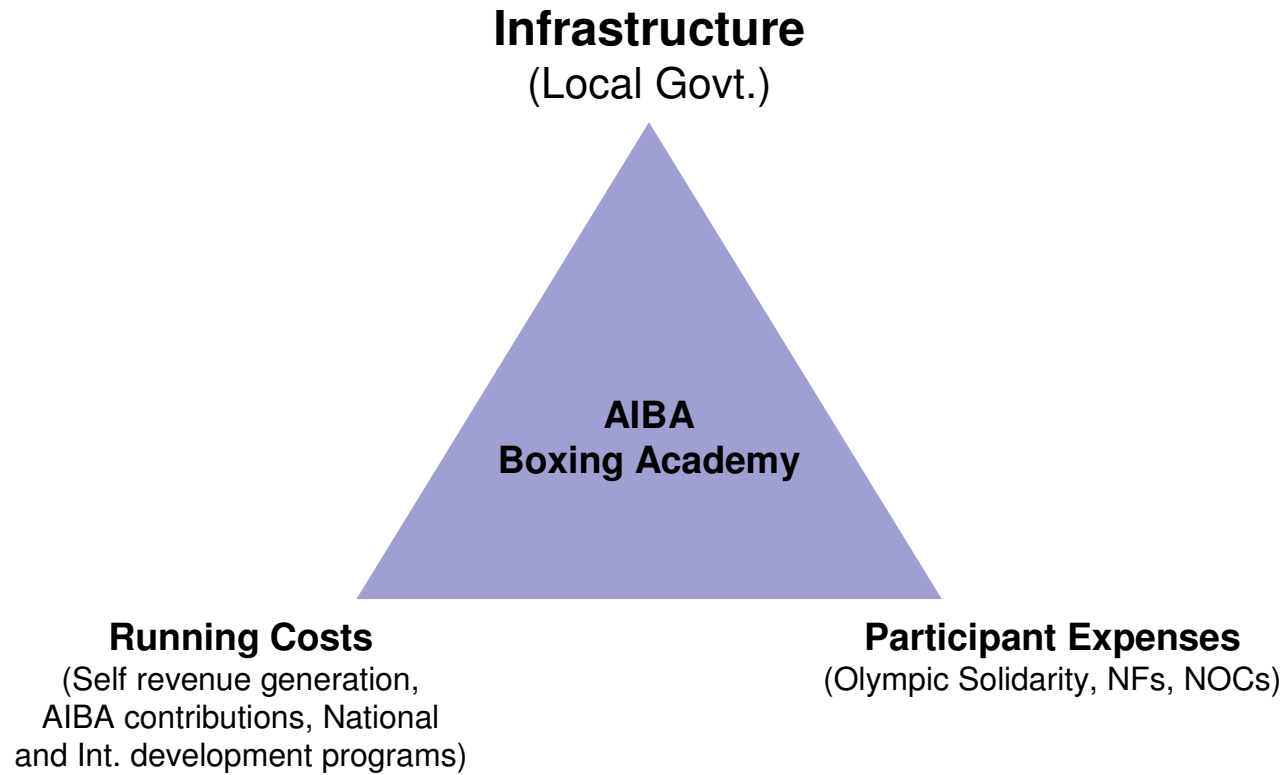 Infrastructure
(Local Govt.)
AIBA
Boxing Academy
Running Costs
(Self revenue generation,
AIBA contributions, National
and Int. development programs)
Participant Expenses
(Olympic Solidarity, NFs, NOCs)